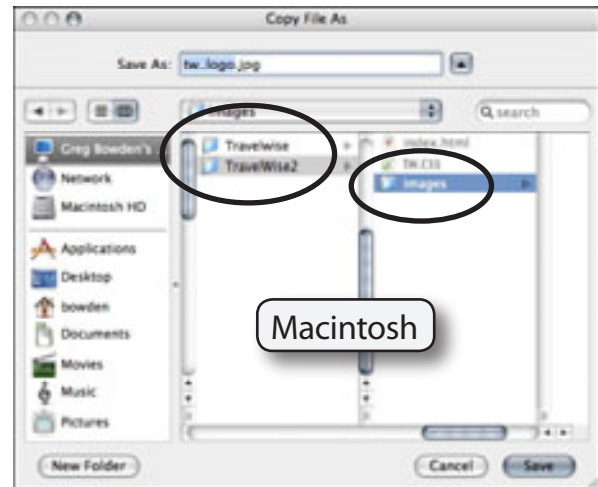 Copy File As
Save As: tw_logo.jpg
images
search
Greg Bowden's
Network
Macintosh HD
Applications
Desktop
bowden
Documents
Movies
Music
Pictures
Travelwise
TravelWise2
index.html
TW.CSS
images
Macintosh
New Folder
Cancel
Save